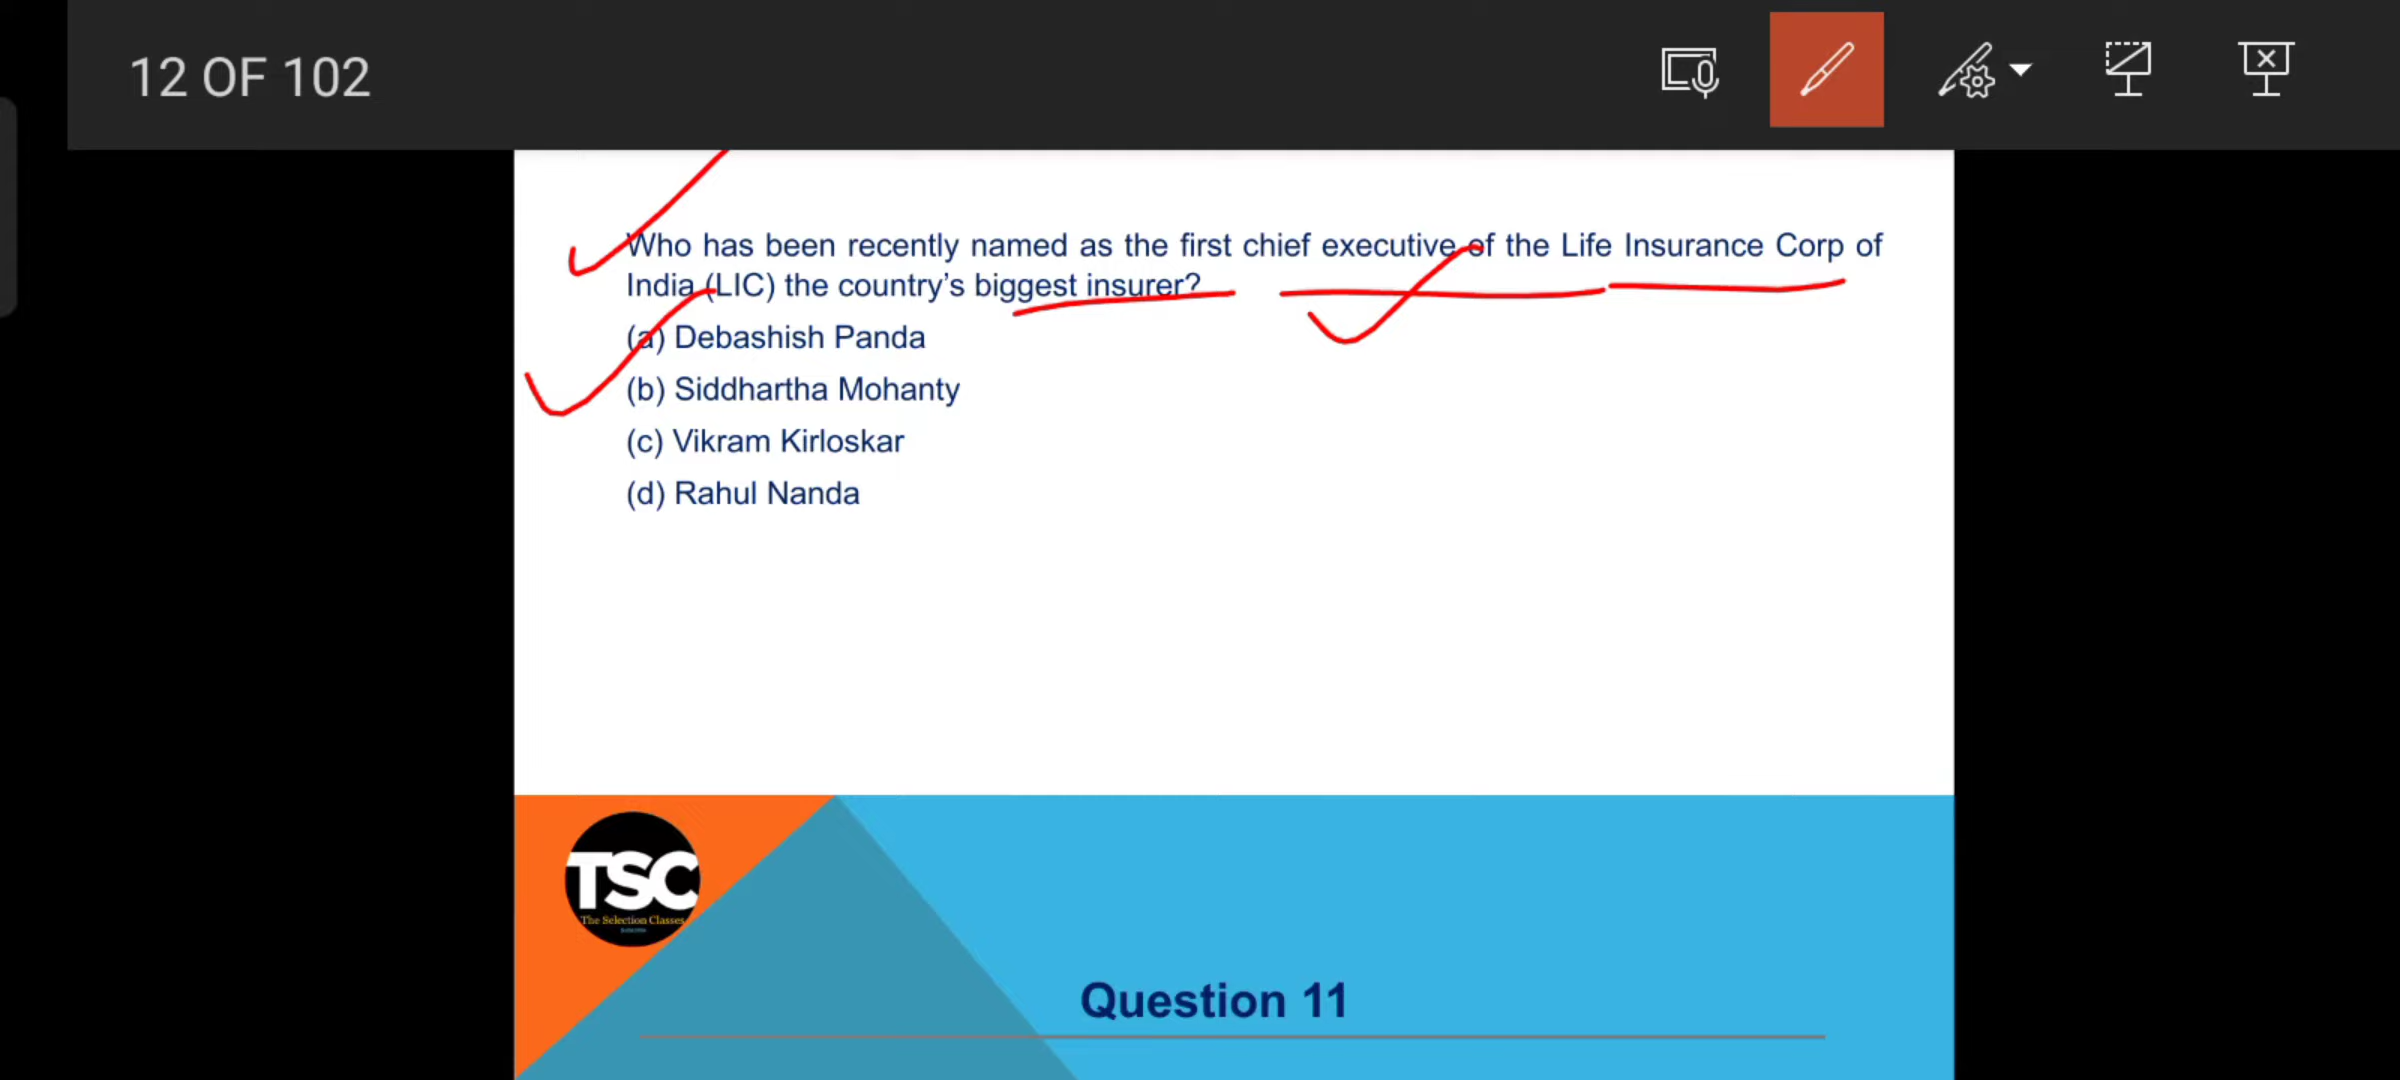 12 OF 102
Who has been recently named as the first chief executive of the Life Insurance Corp of
India (LIC) the country's biggest insurer?
(a) Debashish Panda
(b) Siddhartha Mohanty
(c) Vikram Kirloskar
(d) Rahul Nanda
TSC
The Selection Classes
Question 11